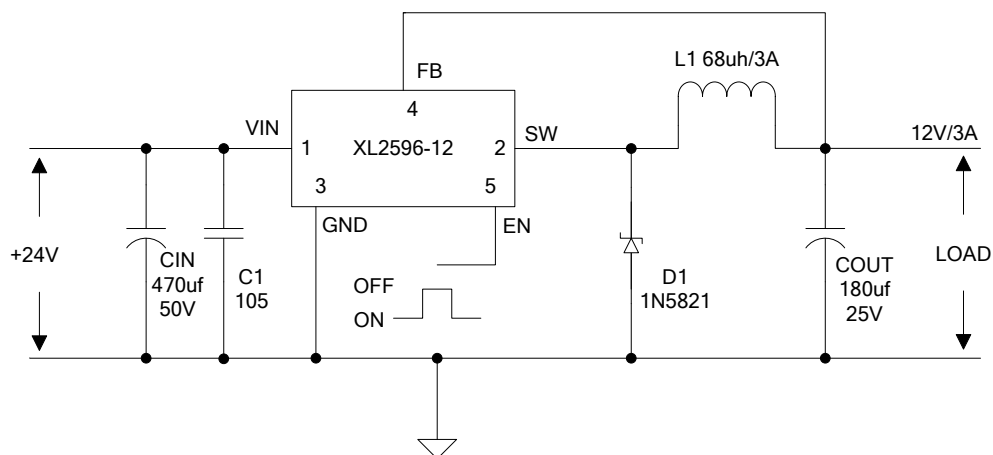 L1 68uh/3A
FB
4
VIN
SW
12V/3A
1
XL2596-12
2
3
5
GND
EN
+24V
CIN
470uf
50V
C1
105
OFF
ON
D1
1N5821
COUT
180uf
25V
LOAD